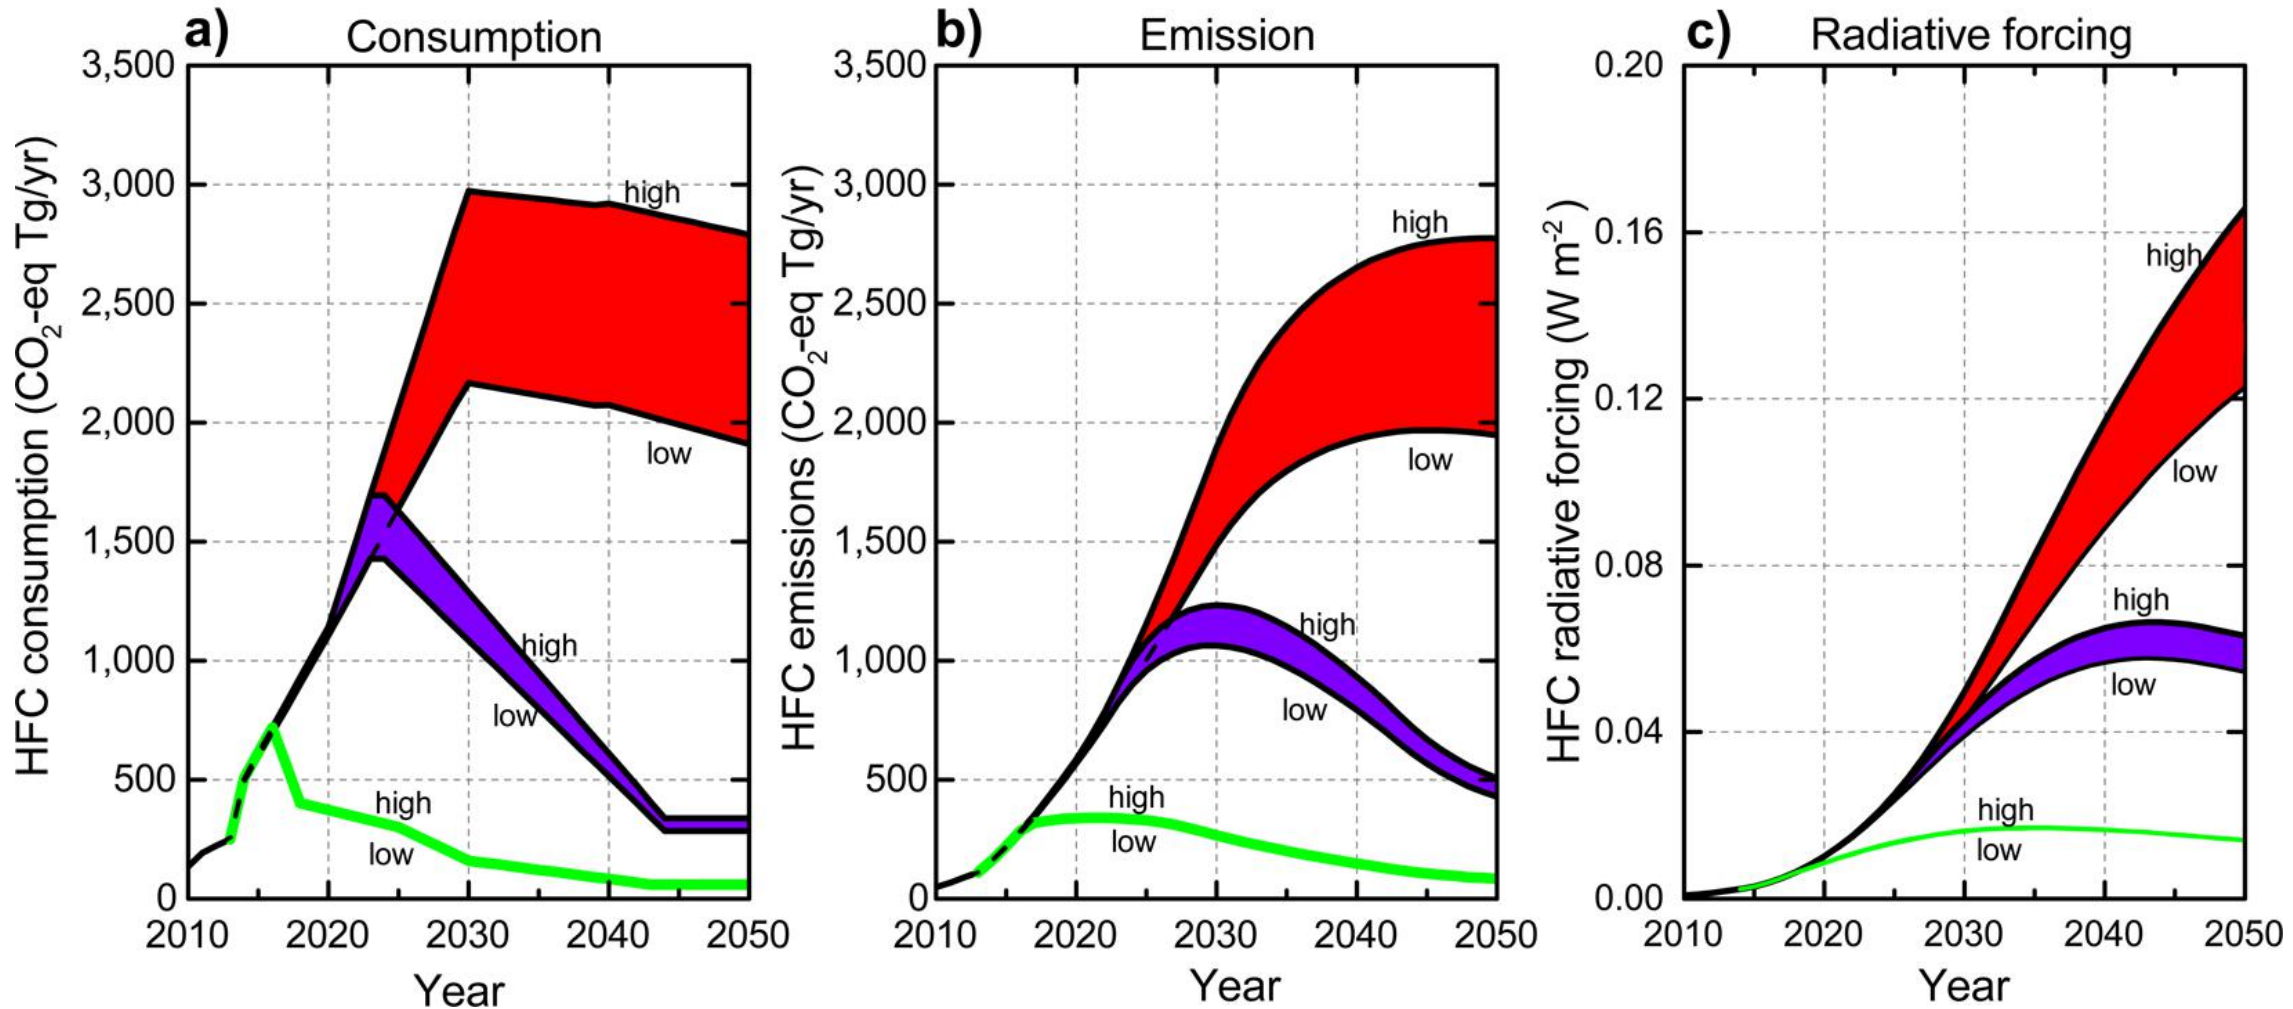 a) Consumption
HFC consumption (CO₂-eq Tg/yr)
3,500
3,000
2,500
2,000
1,500
1,000
500
0
high
low
high
low
high
low
2010 2020 2030 2040 2050
Year
b) Emission
HFC emissions (CO₂-eq Tg/yr)
3,500
3,000
2,500
2,000
1,500
1,000
500
0
high
low
high
low
high
low
2010 2020 2030 2040 2050
Year
c) Radiative forcing
HFC radiative forcing (W m⁻²)
0.20
0.16
0.12
0.08
0.04
0.00
high
low
high
low
high
low
2010 2020 2030 2040 2050
Year